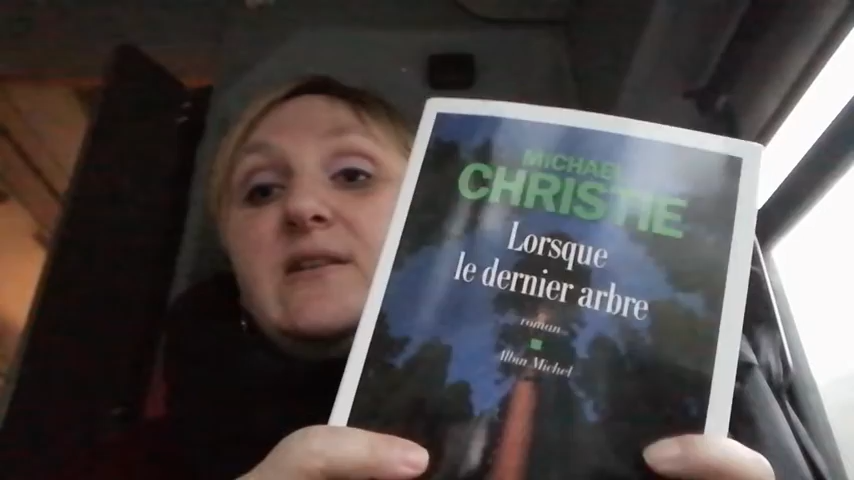 MICHAEL
CHRISTIE
Lorsque
le dernier arbre
roman
Albin Michel